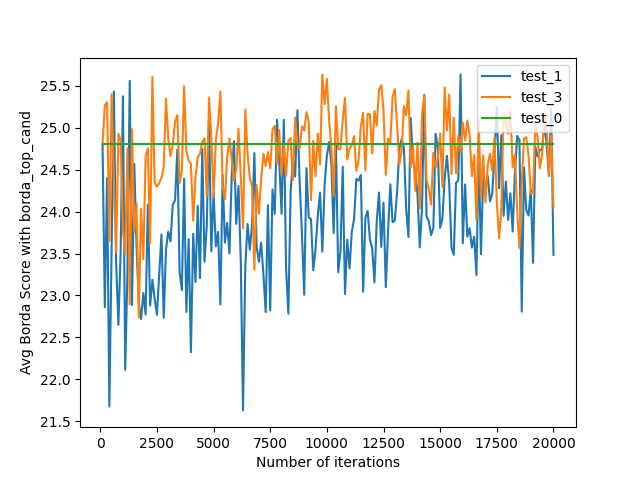 test_1
test_3
test_0
25.5
25.0
24.5
24.0
23.5
23.0
22.5
22.0
21.5
Avg Borda Score with borda_top_cand
0 2500 5000 7500 10000 12500 15000 17500 20000
Number of iterations